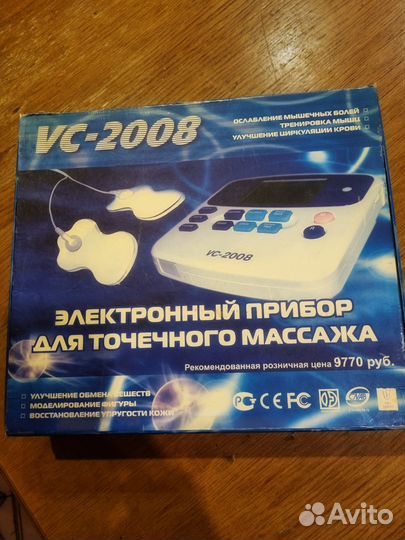 VC-2008
ОСЛАБЛЕНИЕ МЫШЕЧНЫХ БОЛЕЙ
ТРЕНИРОВКА МЫШЦ
УЛУЧШЕНИЕ ЦИРКУЛЯЦИИ КРОВИ
VC-2008
ЭЛЕКТРОННЫЙ ПРИБОР
ДЛЯ ТОЧЕЧНОГО МАССАЖА
Рекомендованная розничная цена 9770 руб.
УЛУЧШЕНИЕ ОБМЕНА ВЕЩЕСТВ
МОДЕЛИРОВАНИЕ ФИГУРЫ
ВОССТАНОВЛЕНИЕ УПРУГОСТИ КОЖИ
CE FC
Avito